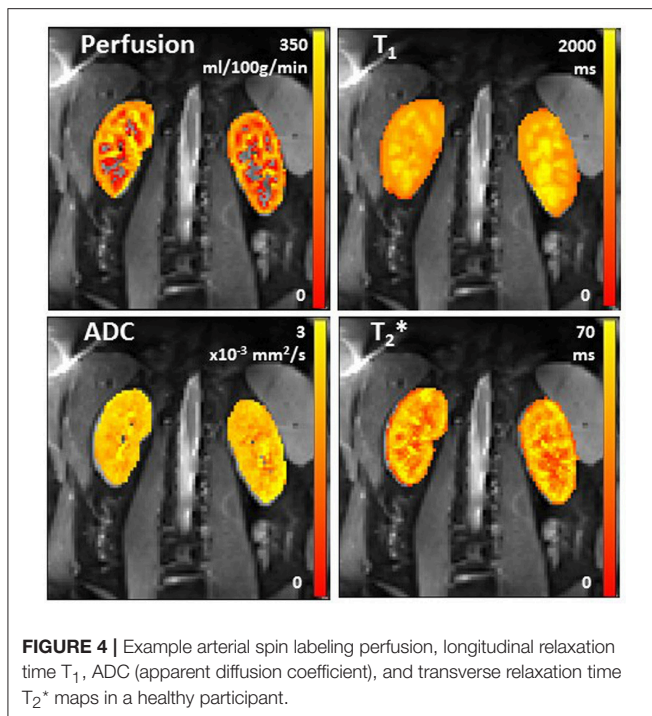 Perfusion
350
ml/100g/min
0
T₁
2000
ms
0
ADC
3
x10⁻³ mm²/s
0
T₂*
70
ms
0
FIGURE 4 | Example arterial spin labeling perfusion, longitudinal relaxation
time T₁, ADC (apparent diffusion coefficient), and transverse relaxation time
T₂* maps in a healthy participant.